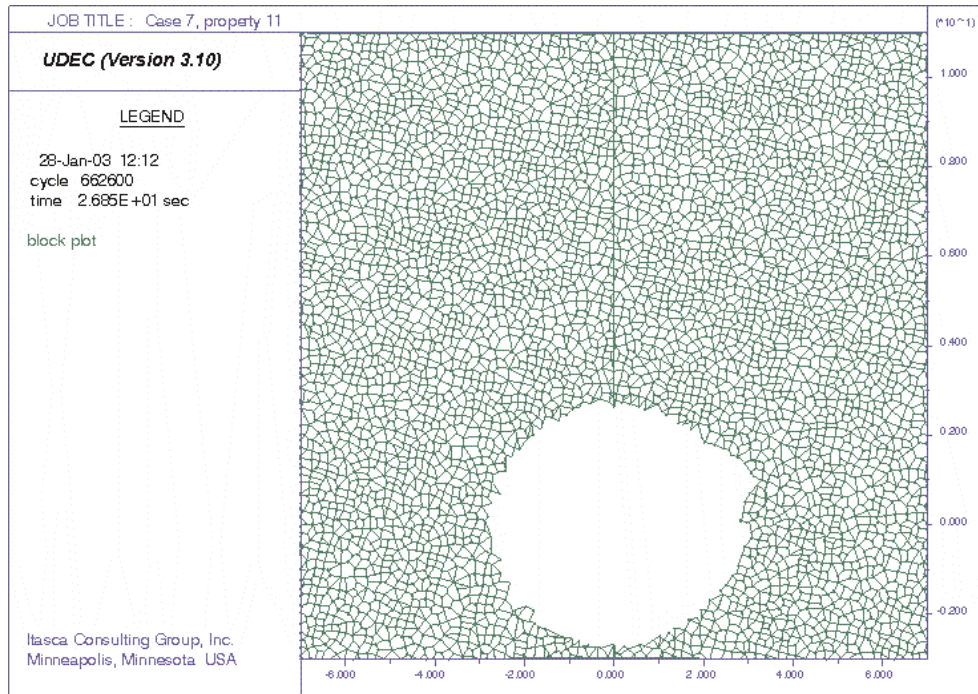 JOB TITLE : Case 7, property 11
(*10^1)
UDEC (Version 3.10)
LEGEND
28-Jan-03 12:12
cycle 662600
time 2.685E+01 sec
block plot
Itasca Consulting Group, Inc.
Minneapolis, Minnesota USA
1.000
0.800
0.600
0.400
0.200
0.000
-0.200
-6.000 -4.000 -2.000 0.000 2.000 4.000 6.000